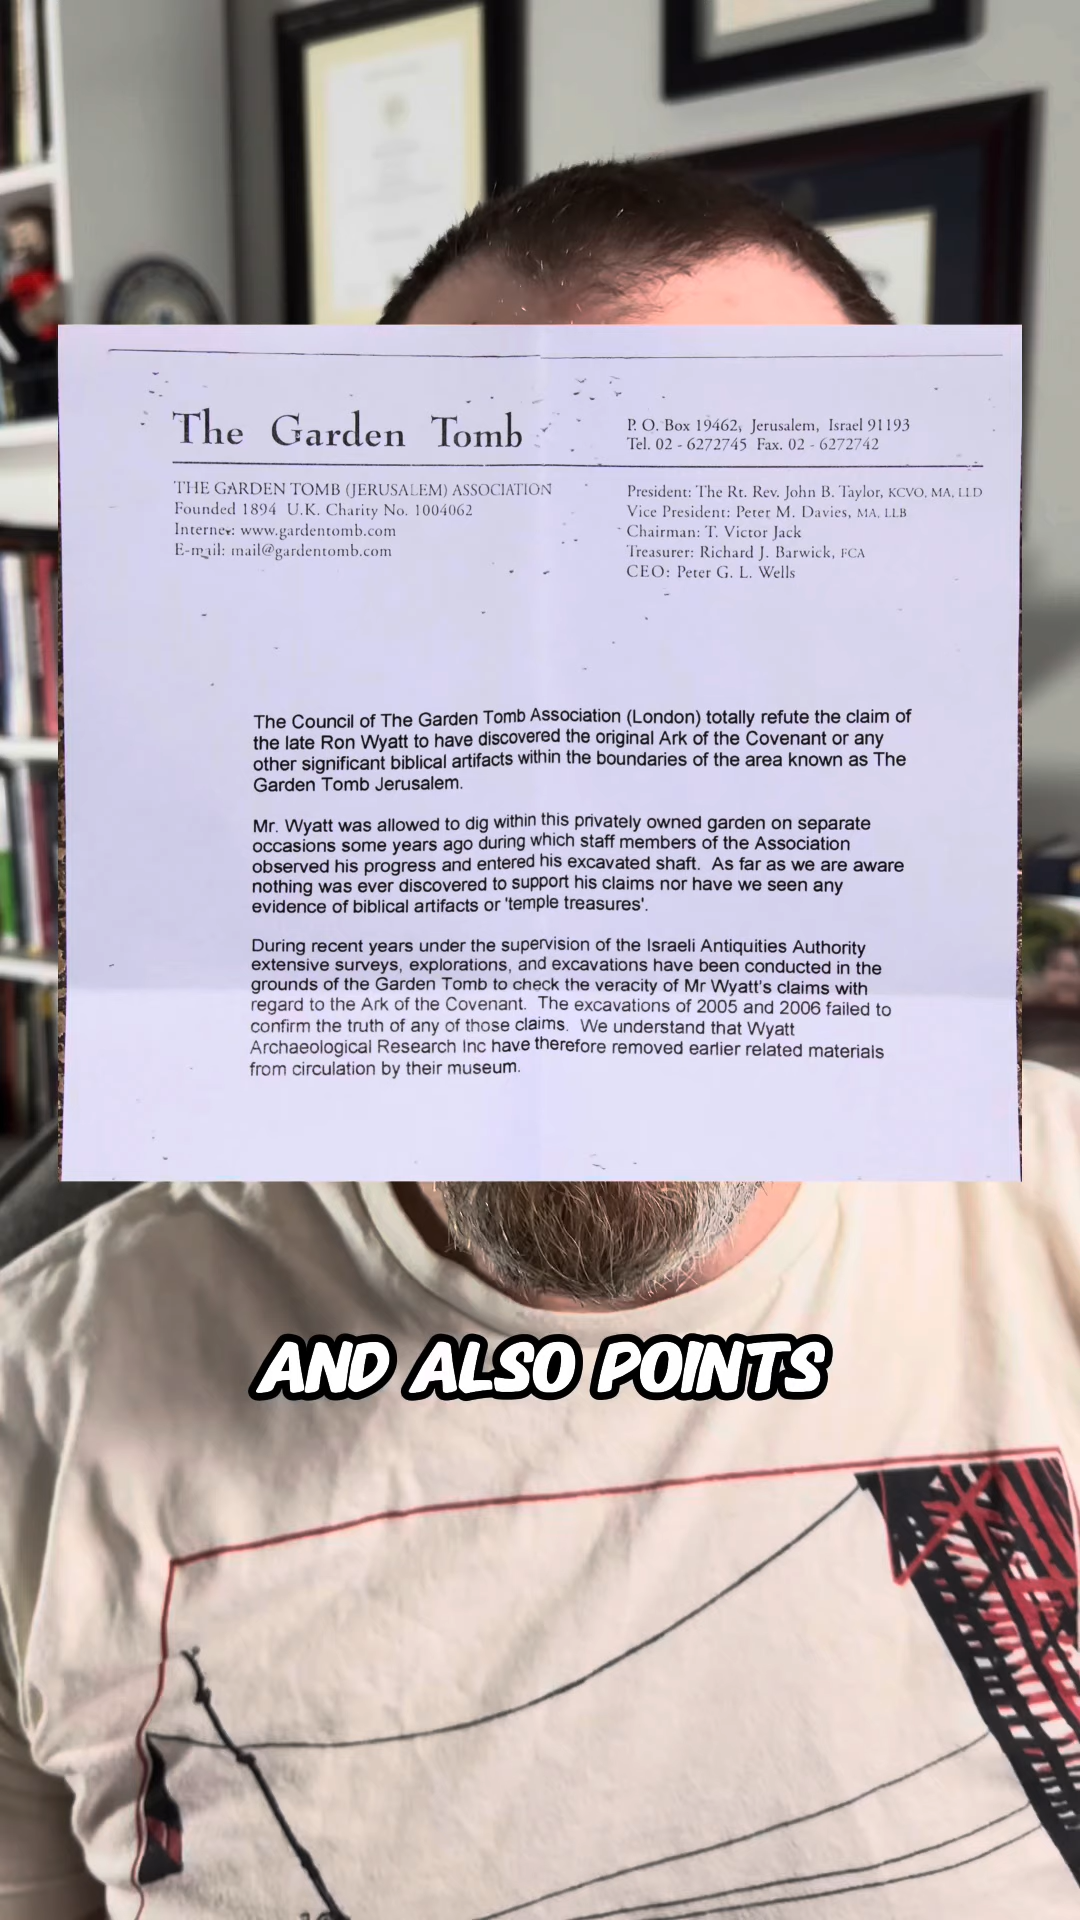 The Garden Tomb
P. O. Box 19462, Jerusalem, Israel 91193
Tel. 02 - 6272745 Fax. 02 - 6272742
THE GARDEN TOMB (JERUSALEM) ASSOCIATION
Founded 1894 U.K. Charity No. 1004062
Internet: www.gardentomb.com
E-mail: mail@gardentomb.com
President: The Rt. Rev. John B. Taylor, KCVO, MA, LLD
Vice President: Peter M. Davies, MA, LLB
Chairman: T. Victor Jack
Treasurer: Richard J. Barwick, FCA
CEO: Peter G. L. Wells
The Council of The Garden Tomb Association (London) totally refute the claim of
the late Ron Wyatt to have discovered the original Ark of the Covenant or any
other significant biblical artifacts within the boundaries of the area known as The
Garden Tomb Jerusalem.
Mr. Wyatt was allowed to dig within this privately owned garden on separate
occasions some years ago during which staff members of the Association
observed his progress and entered his excavated shaft. As far as we are aware
nothing was ever discovered to support his claims nor have we seen any
evidence of biblical artifacts or 'temple treasures'.
During recent years under the supervision of the Israeli Antiquities Authority
extensive surveys, explorations, and excavations have been conducted in the
grounds of the Garden Tomb to check the veracity of Mr Wyatt's claims with
regard to the Ark of the Covenant. The excavations of 2005 and 2006 failed to
confirm the truth of any of those claims. We understand that Wyatt
Archaeological Research Inc have therefore removed earlier related materials
from circulation by their museum.
AND ALSO POINTS